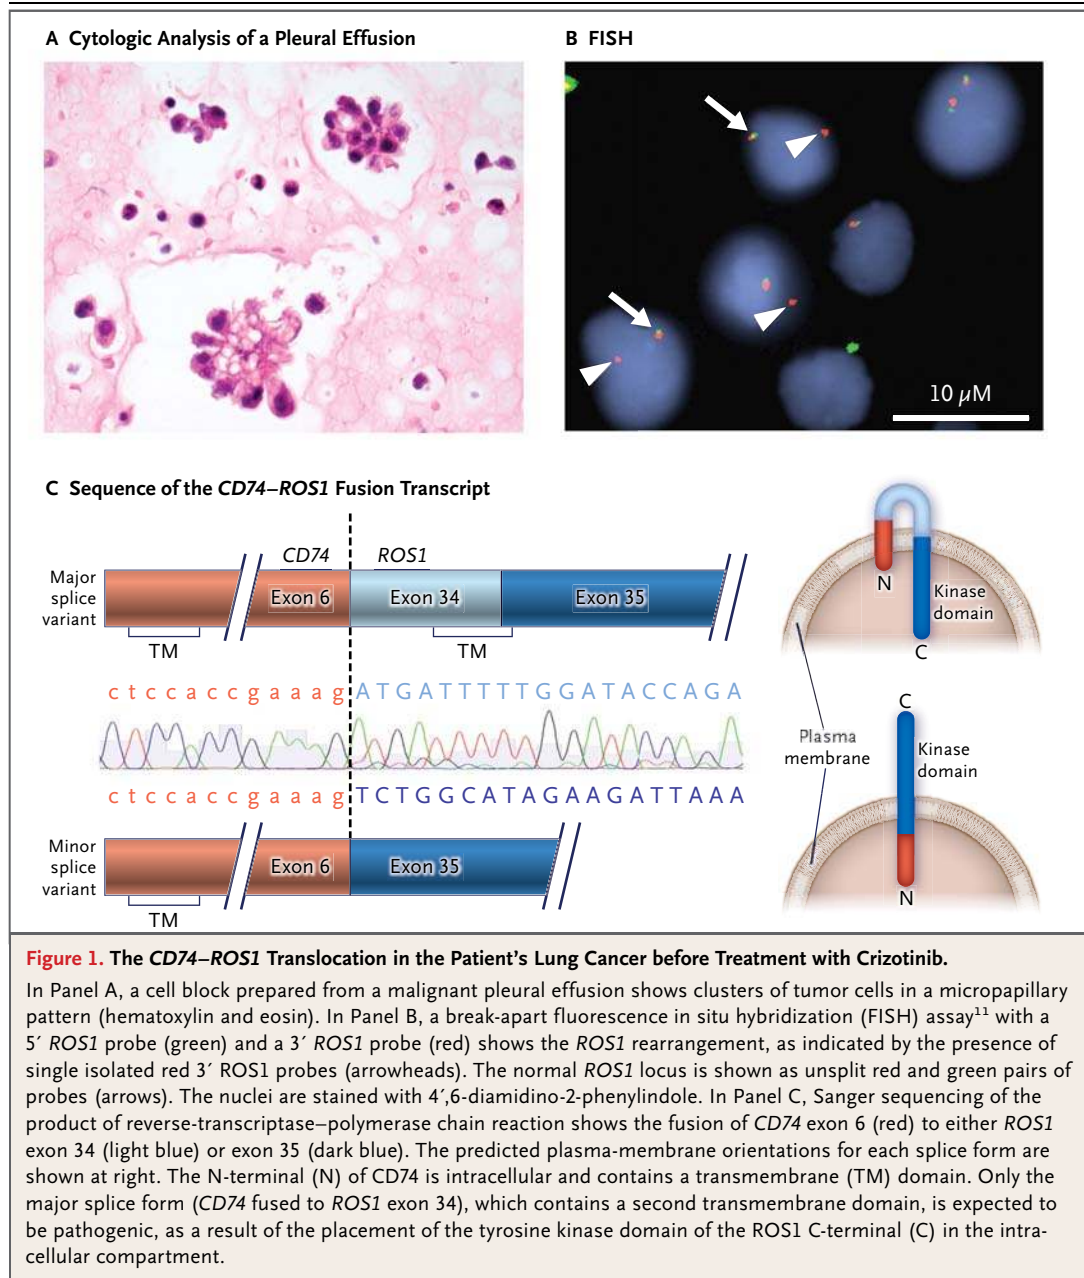 A Cytologic Analysis of a Pleural Effusion
B FISH
10 µM
C Sequence of the CD74–ROS1 Fusion Transcript
CD74
ROS1
Major
splice
variant
Exon 6
Exon 34
Exon 35
TM
TM
N
Kinase
domain
C
ctccaccgaaagATGATTTTTGGATACCAGA
Plasma
membrane
C
Kinase
domain
ctccaccgaaagTCTGGCATAGAAGATTAAA
Minor
splice
variant
Exon 6
Exon 35
TM
N
Figure 1. The CD74–ROS1 Translocation in the Patient’s Lung Cancer before Treatment with Crizotinib.
In Panel A, a cell block prepared from a malignant pleural effusion shows clusters of tumor cells in a micropapillary
pattern (hematoxylin and eosin). In Panel B, a break-apart fluorescence in situ hybridization (FISH) assay¹¹ with a
5′ ROS1 probe (green) and a 3′ ROS1 probe (red) shows the ROS1 rearrangement, as indicated by the presence of
single isolated red 3′ ROS1 probes (arrowheads). The normal ROS1 locus is shown as unsplit red and green pairs of
probes (arrows). The nuclei are stained with 4′,6-diamidino-2-phenylindole. In Panel C, Sanger sequencing of the
product of reverse-transcriptase–polymerase chain reaction shows the fusion of CD74 exon 6 (red) to either ROS1
exon 34 (light blue) or exon 35 (dark blue). The predicted plasma-membrane orientations for each splice form are
shown at right. The N-terminal (N) of CD74 is intracellular and contains a transmembrane (TM) domain. Only the
major splice form (CD74 fused to ROS1 exon 34), which contains a second transmembrane domain, is expected to
be pathogenic, as a result of the placement of the tyrosine kinase domain of the ROS1 C-terminal (C) in the intra-
cellular compartment.